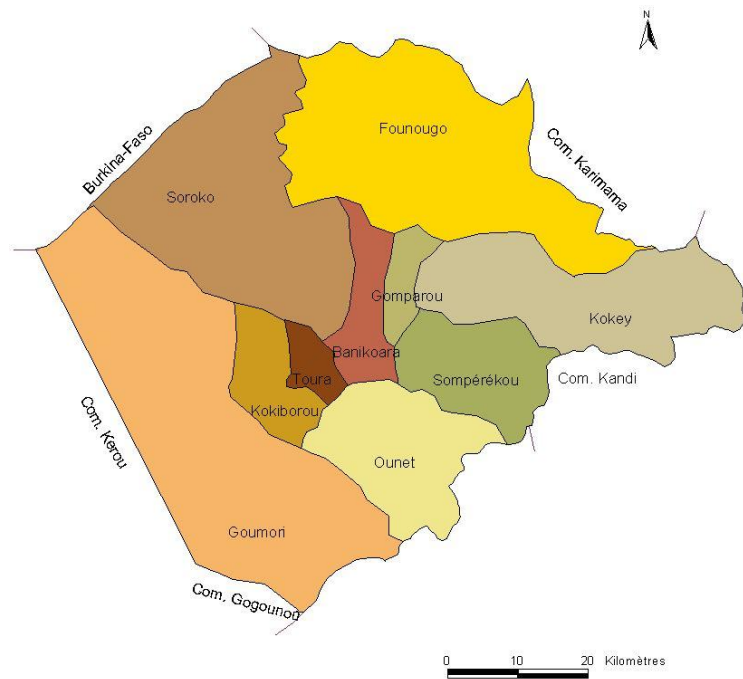 N
Founougo
Burkina-Faso
Com. Karimama
Soroko
Gomparou
Kokey
Banikoara
Toura
Sompérékou
Com. Kandi
Kokiborou
Com. Kerou
Ounet
Goumori
Com. Gogounou
0 10 20 Kilomètres